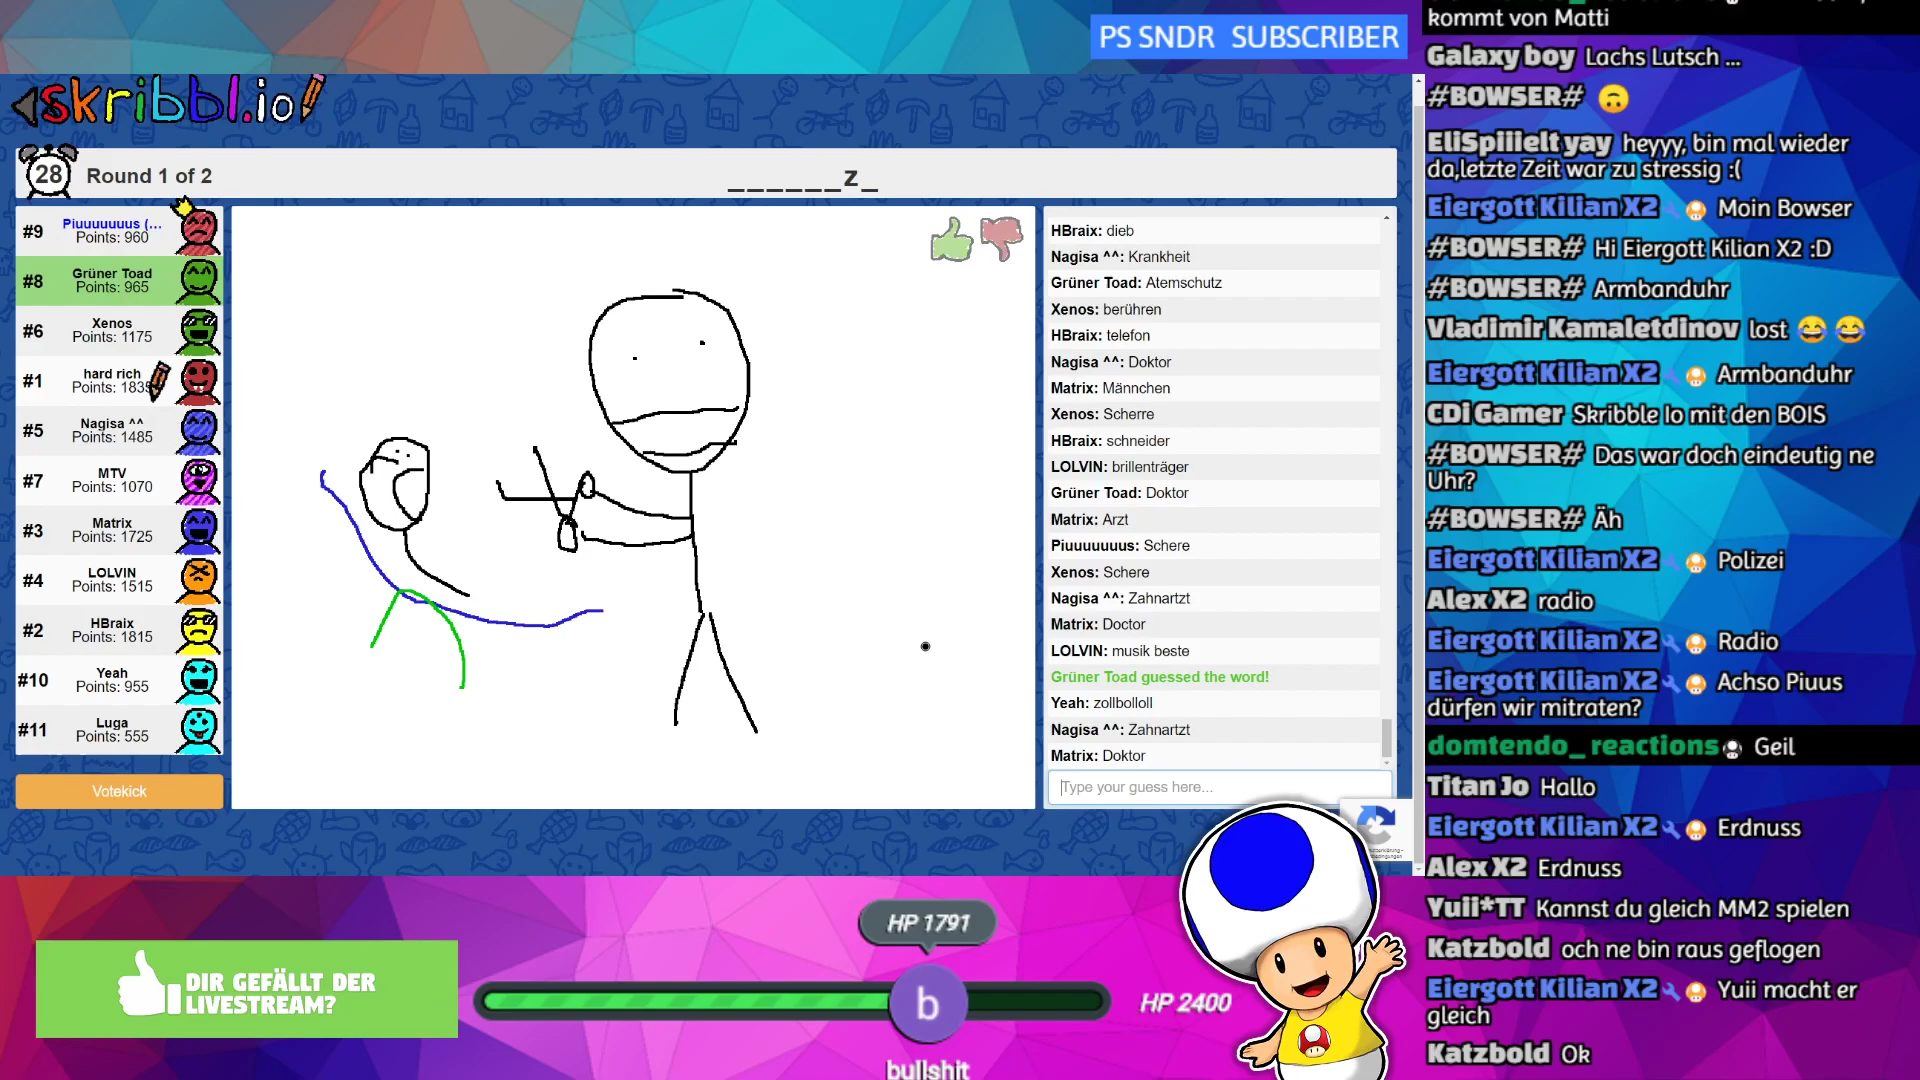 PS SNDR SUBSCRIBER
skribbl.io
28
Round 1 of 2
______z_
#9
Piuuuuuuus (...
Points: 960
#8
Grüner Toad
Points: 965
#6
Xenos
Points: 1175
#1
hard rich
Points: 1835
#5
Nagisa ^^
Points: 1485
#7
MTV
Points: 1070
#3
Matrix
Points: 1725
#4
LOLVIN
Points: 1515
#2
HBraix
Points: 1815
#10
Yeah
Points: 955
#11
Luga
Points: 555
Votekick
HBraix: dieb
Nagisa ^^: Krankheit
Grüner Toad: Atemschutz
Xenos: berühren
HBraix: telefon
Nagisa ^^: Doktor
Matrix: Männchen
Xenos: Scherre
HBraix: schneider
LOLVIN: brillenträger
Grüner Toad: Doktor
Matrix: Arzt
Piuuuuuuus: Schere
Xenos: Schere
Nagisa ^^: Zahnartzt
Matrix: Doctor
LOLVIN: musik beste
Grüner Toad guessed the word!
Yeah: zollbolloll
Nagisa ^^: Zahnartzt
Matrix: Doktor
Type your guess here...
kommt von Matti
Galaxy boy Lachs Lutsch ...
#BOWSER# 🙃
EliSpiiielt yay heyyy, bin mal wieder
da,letzte Zeit war zu stressig :(
Eiergott Kilian X2 Moin Bowser
#BOWSER# Hi Eiergott Kilian X2 :D
#BOWSER# Armbanduhr
Vladimir Kamaletdinov lost 😂 😂
Eiergott Kilian X2 Armbanduhr
CDi Gamer Skribble Io mit den BOIS
#BOWSER# Das war doch eindeutig ne
Uhr?
#BOWSER# Äh
Eiergott Kilian X2 Polizei
Alex X2 radio
Eiergott Kilian X2 Radio
Eiergott Kilian X2 Achso Piuus
dürfen wir mitraten?
domtendo_reactions Geil
Titan Jo Hallo
Eiergott Kilian X2 Erdnuss
Alex X2 Erdnuss
Yuii*TT Kannst du gleich MM2 spielen
Katzbold och ne bin raus geflogen
Eiergott Kilian X2 Yuii macht er
gleich
Katzbold Ok
DIR GEFÄLLT DER
LIVESTREAM?
HP 1791
b
HP 2400
bullshit